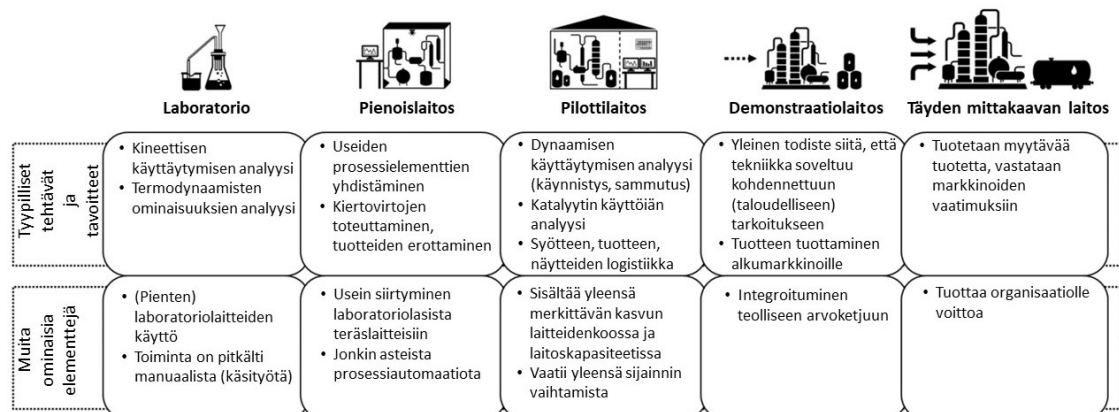 Laboratorio
Pienoislaitos
Pilottilaitos
Demonstraatiolaitos
Täyden mittakaavan laitos
Tyypilliset
tehtävät
ja
tavoitteet
• Kineettisen
käyttäytymisen analyysi
• Termodynaamisten
ominaisuuksien analyysi
• Useiden
prosessielementtien
yhdistäminen
• Kiertovirtojen
toteuttaminen,
tuotteiden erottaminen
• Dynaamisen
käyttäytymisen analyysi
(käynnistys, sammutus)
• Katalyytin käyttöiän
analyysi
• Syötteen, tuotteen,
näytteiden logistiikka
• Yleinen todiste siitä, että
tekniikka soveltuu
kohdennettuun
(taloudelliseen)
tarkoitukseen
• Tuotteen tuottaminen
alkumarkkinoille
• Tuotetaan myytävää
tuotetta, vastataan
markkinoiden
vaatimuksiin
Muita
ominaisia
elementtejä
• (Pienten)
laboratoriolaitteiden
käyttö
• Toiminta on pitkälti
manuaalista (käsityötä)
• Usein siirtyminen
laboratoriolasista
teräslaitteisiin
• Jonkin asteista
prosessiautomaatiota
• Sisältää yleensä
merkittävän kasvun
laitteidenkoossa ja
laitoskapasiteetissa
• Vaatii yleensä sijainnin
vaihtamista
• Integroituminen
teolliseen arvoketjuun
• Tuottaa organisaatiolle
voittoa